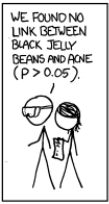 WE FOUND NO
LINK BETWEEN
BLACK JELLY
BEANS AND ACNE
(P > 0.05).